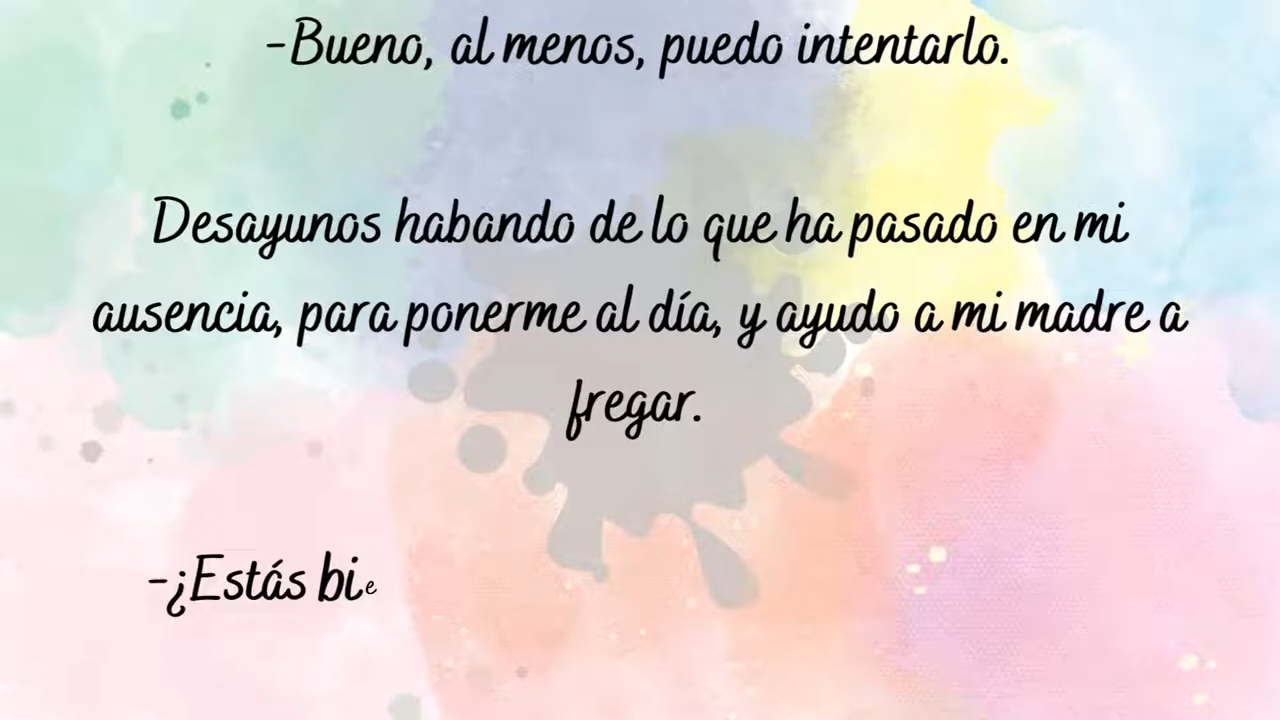 -Bueno, al menos, puedo intentarlo.
Desayunos habando de lo que ha pasado en mi
ausencia, para ponerme al día, y ayudo a mi madre a
fregar.
-¿Estás bie